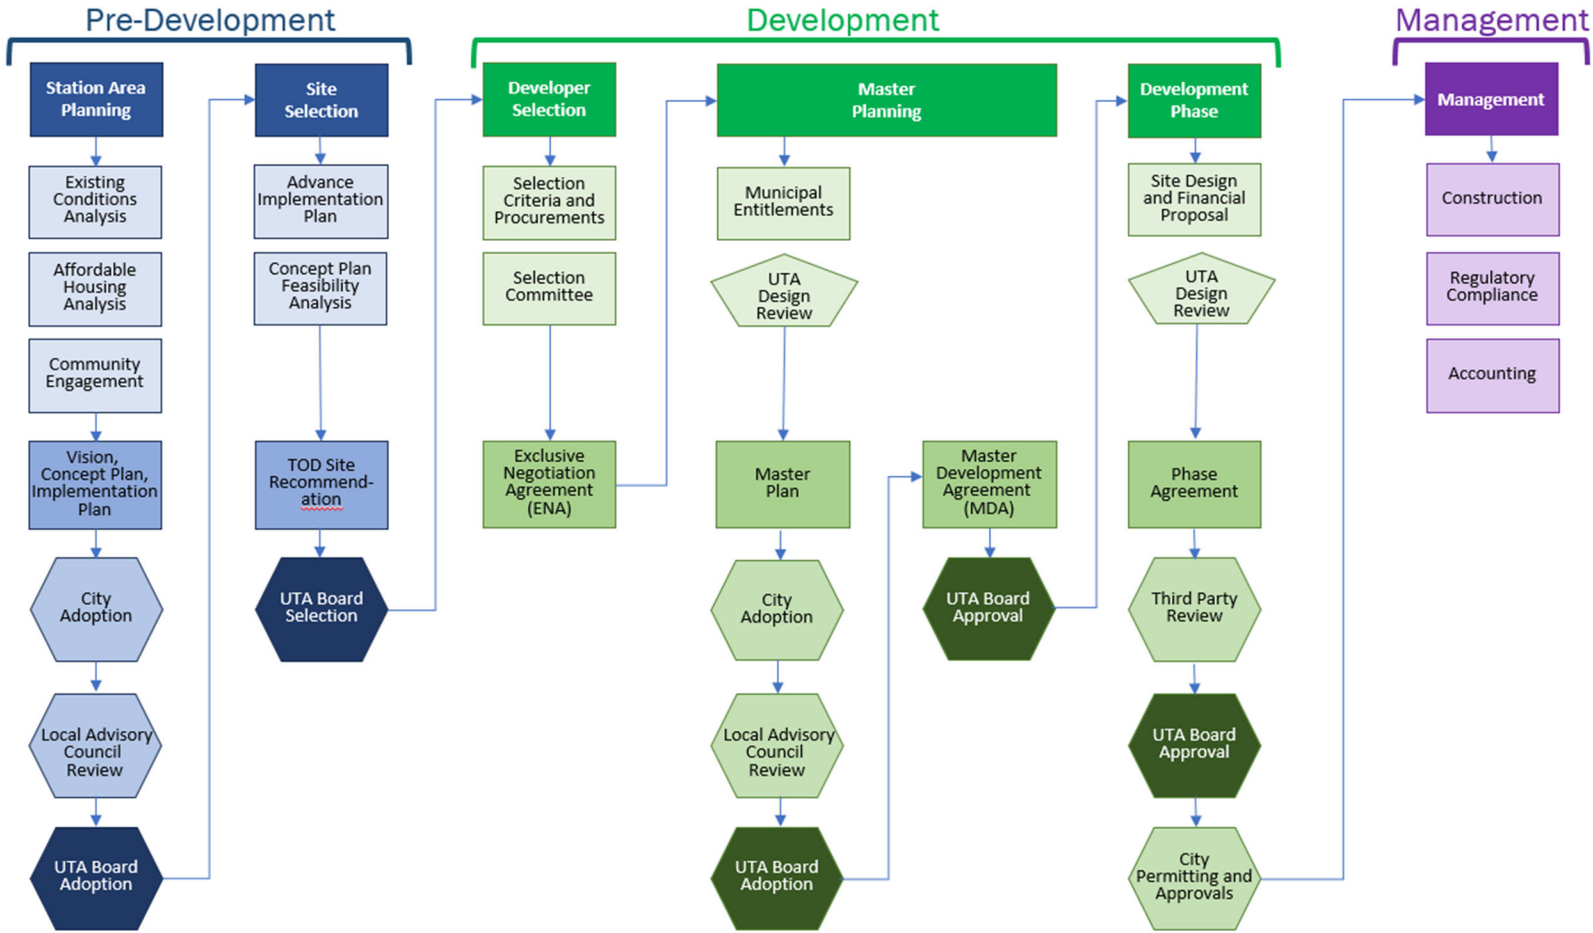 Pre-Development
Development
Management
Station Area
Planning
Existing
Conditions
Analysis
Affordable
Housing
Analysis
Community
Engagement
Vision,
Concept Plan,
Implementation
Plan
City
Adoption
Local Advisory
Council
Review
UTA Board
Adoption
Site
Selection
Advance
Implementation
Plan
Concept Plan
Feasibility
Analysis
TOD Site
Recommend-
ation
UTA Board
Selection
Developer
Selection
Selection
Criteria and
Procurements
Selection
Committee
Exclusive
Negotiation
Agreement
(ENA)
Master
Planning
Municipal
Entitlements
UTA
Design
Review
Master
Plan
City
Adoption
Local Advisory
Council
Review
UTA Board
Adoption
Master
Development
Agreement
(MDA)
UTA Board
Approval
Development
Phase
Site Design
and Financial
Proposal
UTA
Design
Review
Phase
Agreement
Third Party
Review
UTA Board
Approval
City
Permitting and
Approvals
Management
Construction
Regulatory
Compliance
Accounting